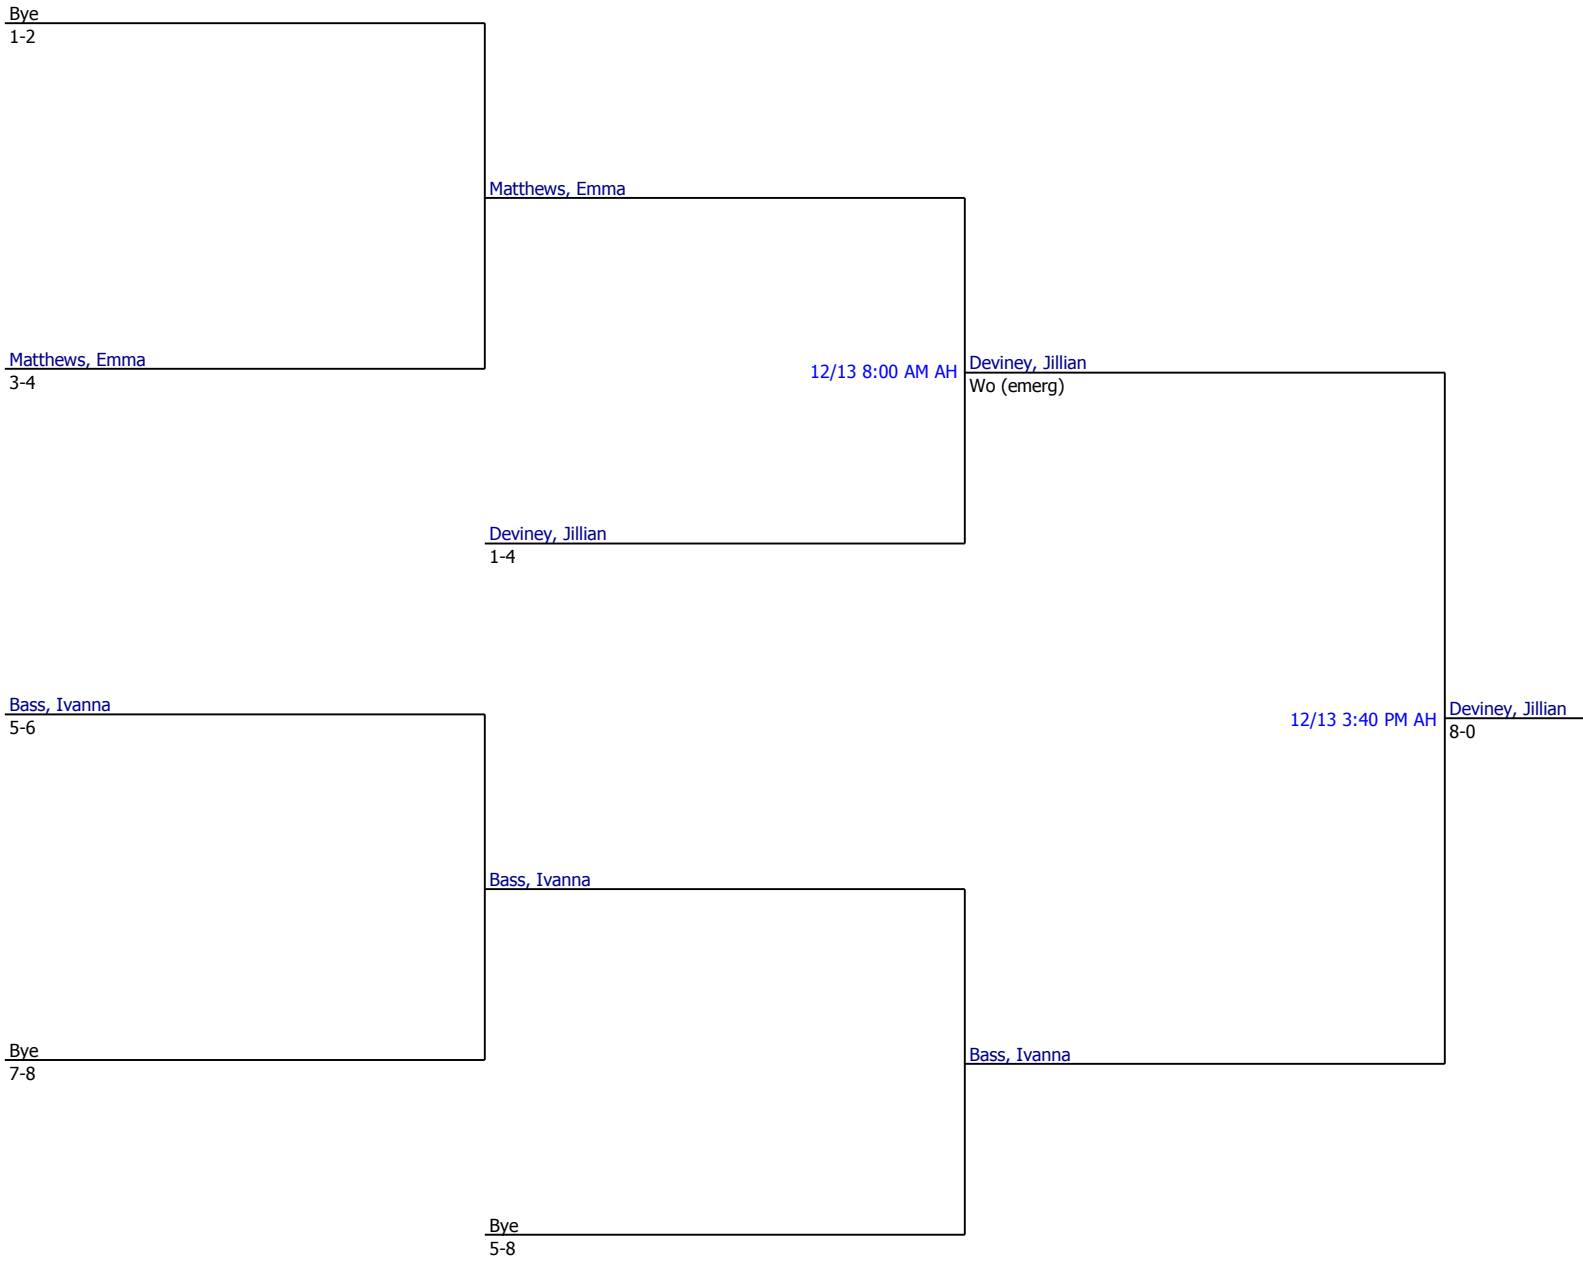 Bye
1-2
Matthews, Emma
Matthews, Emma
3-4
12/13 8:00 AM AH
Deviney, Jillian
Wo (emerg)
Deviney, Jillian
1-4
Bass, Ivanna
5-6
12/13 3:40 PM AH
Deviney, Jillian
8-0
Bass, Ivanna
Bye
7-8
Bass, Ivanna
Bye
5-8